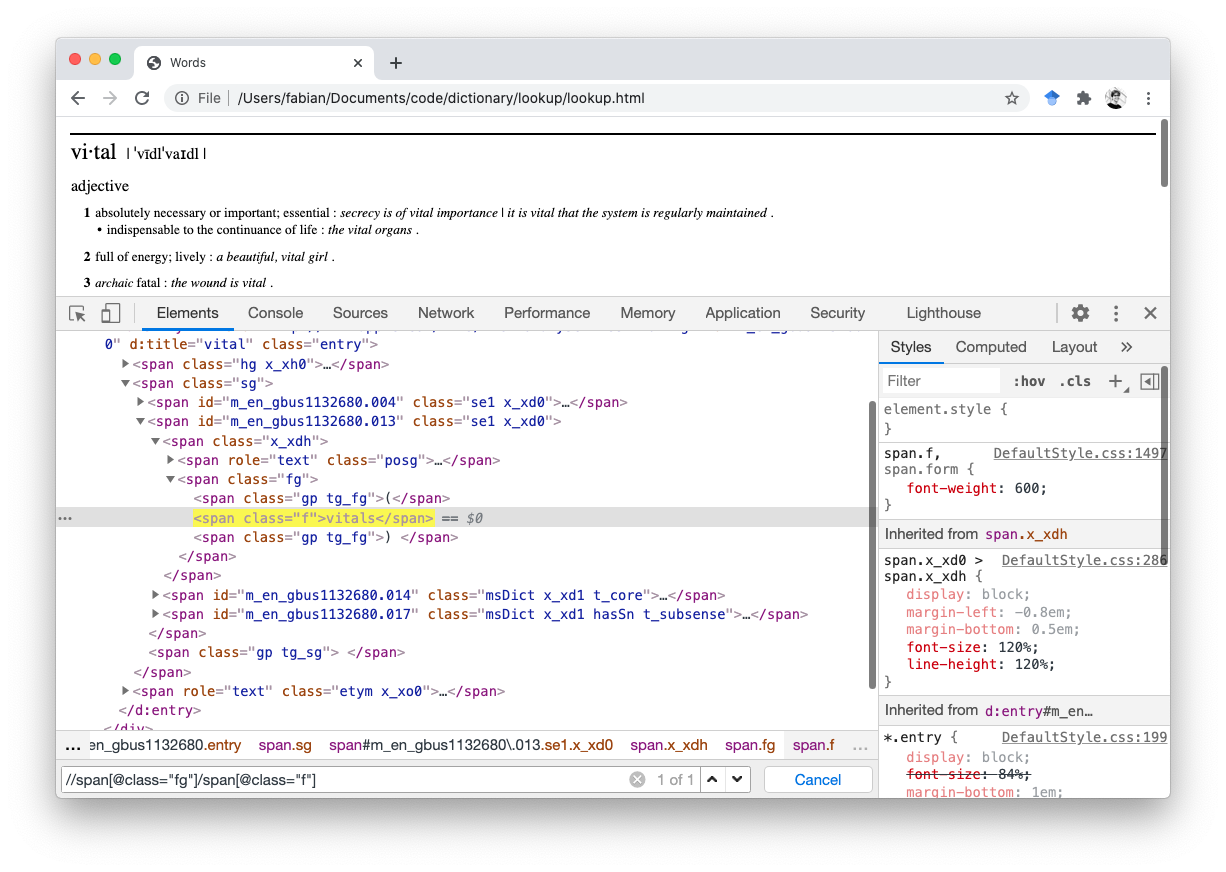 Words
File /Users/fabian/Documents/code/dictionary/lookup/lookup.html
vi·tal | ˈvīdlˈvaɪdl |
adjective
1 absolutely necessary or important; essential : secrecy is of vital importance | it is vital that the system is regularly maintained .
• indispensable to the continuance of life : the vital organs .
2 full of energy; lively : a beautiful, vital girl .
3 archaic fatal : the wound is vital .
Elements Console Sources Network Performance Memory Application Security Lighthouse
0" d:title="vital" class="entry">
<span class="hg x_xh0">…</span>
<span class="sg">
<span id="m_en_gbus1132680.004" class="se1 x_xd0">…</span>
<span id="m_en_gbus1132680.013" class="se1 x_xd0">
<span class="x_xdh">
<span role="text" class="posg">…</span>
<span class="fg">
<span class="gp tg_fg">(</span>
… <span class="f">vitals</span> == $0
<span class="gp tg_fg">) </span>
</span>
</span>
<span id="m_en_gbus1132680.014" class="msDict x_xd1 t_core">…</span>
<span id="m_en_gbus1132680.017" class="msDict x_xd1 hasSn t_subsense">…</span>
</span>
<span class="gp tg_sg"> </span>
</span>
<span role="text" class="etym x_xo0">…</span>
</d:entry>
</div>
… en_gbus1132680.entry span.sg span#m_en_gbus1132680\.013.se1.x_xd0 span.x_xdh span.fg span.f …
//span[@class="fg"]/span[@class="f"] 1 of 1 Cancel
Styles Computed Layout »
Filter :hov .cls +
element.style {
}
span.f, DefaultStyle.css:1497
span.form {
font-weight: 600;
}
Inherited from span.x_xdh
span.x_xd0 > DefaultStyle.css:286
span.x_xdh {
display: block;
margin-left: -0.8em;
margin-bottom: 0.5em;
font-size: 120%;
line-height: 120%;
}
Inherited from d:entry#m_en…
*.entry { DefaultStyle.css:199
display: block;
font-size: 84%;
margin-bottom: 1em;